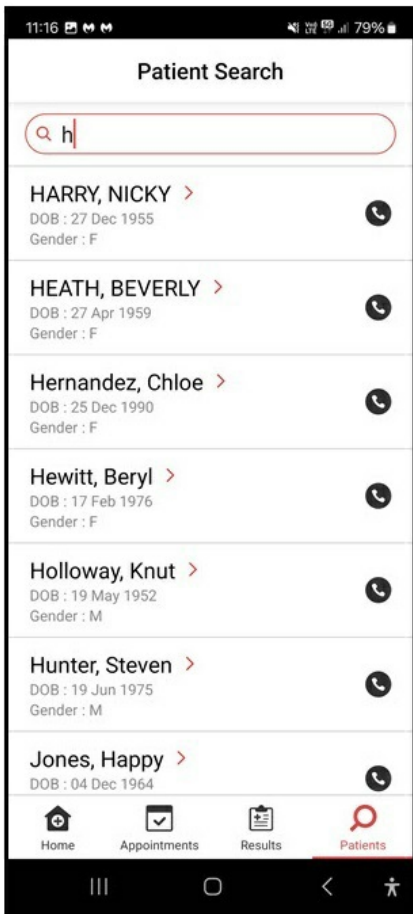 11:16 79%
Patient Search
h
HARRY, NICKY >
DOB : 27 Dec 1955
Gender : F
HEATH, BEVERLY >
DOB : 27 Apr 1959
Gender : F
Hernandez, Chloe >
DOB : 25 Dec 1990
Gender : F
Hewitt, Beryl >
DOB : 17 Feb 1976
Gender : F
Holloway, Knut >
DOB : 19 May 1952
Gender : M
Hunter, Steven >
DOB : 19 Jun 1975
Gender : M
Jones, Happy >
DOB : 04 Dec 1964
Home Appointments Results Patients